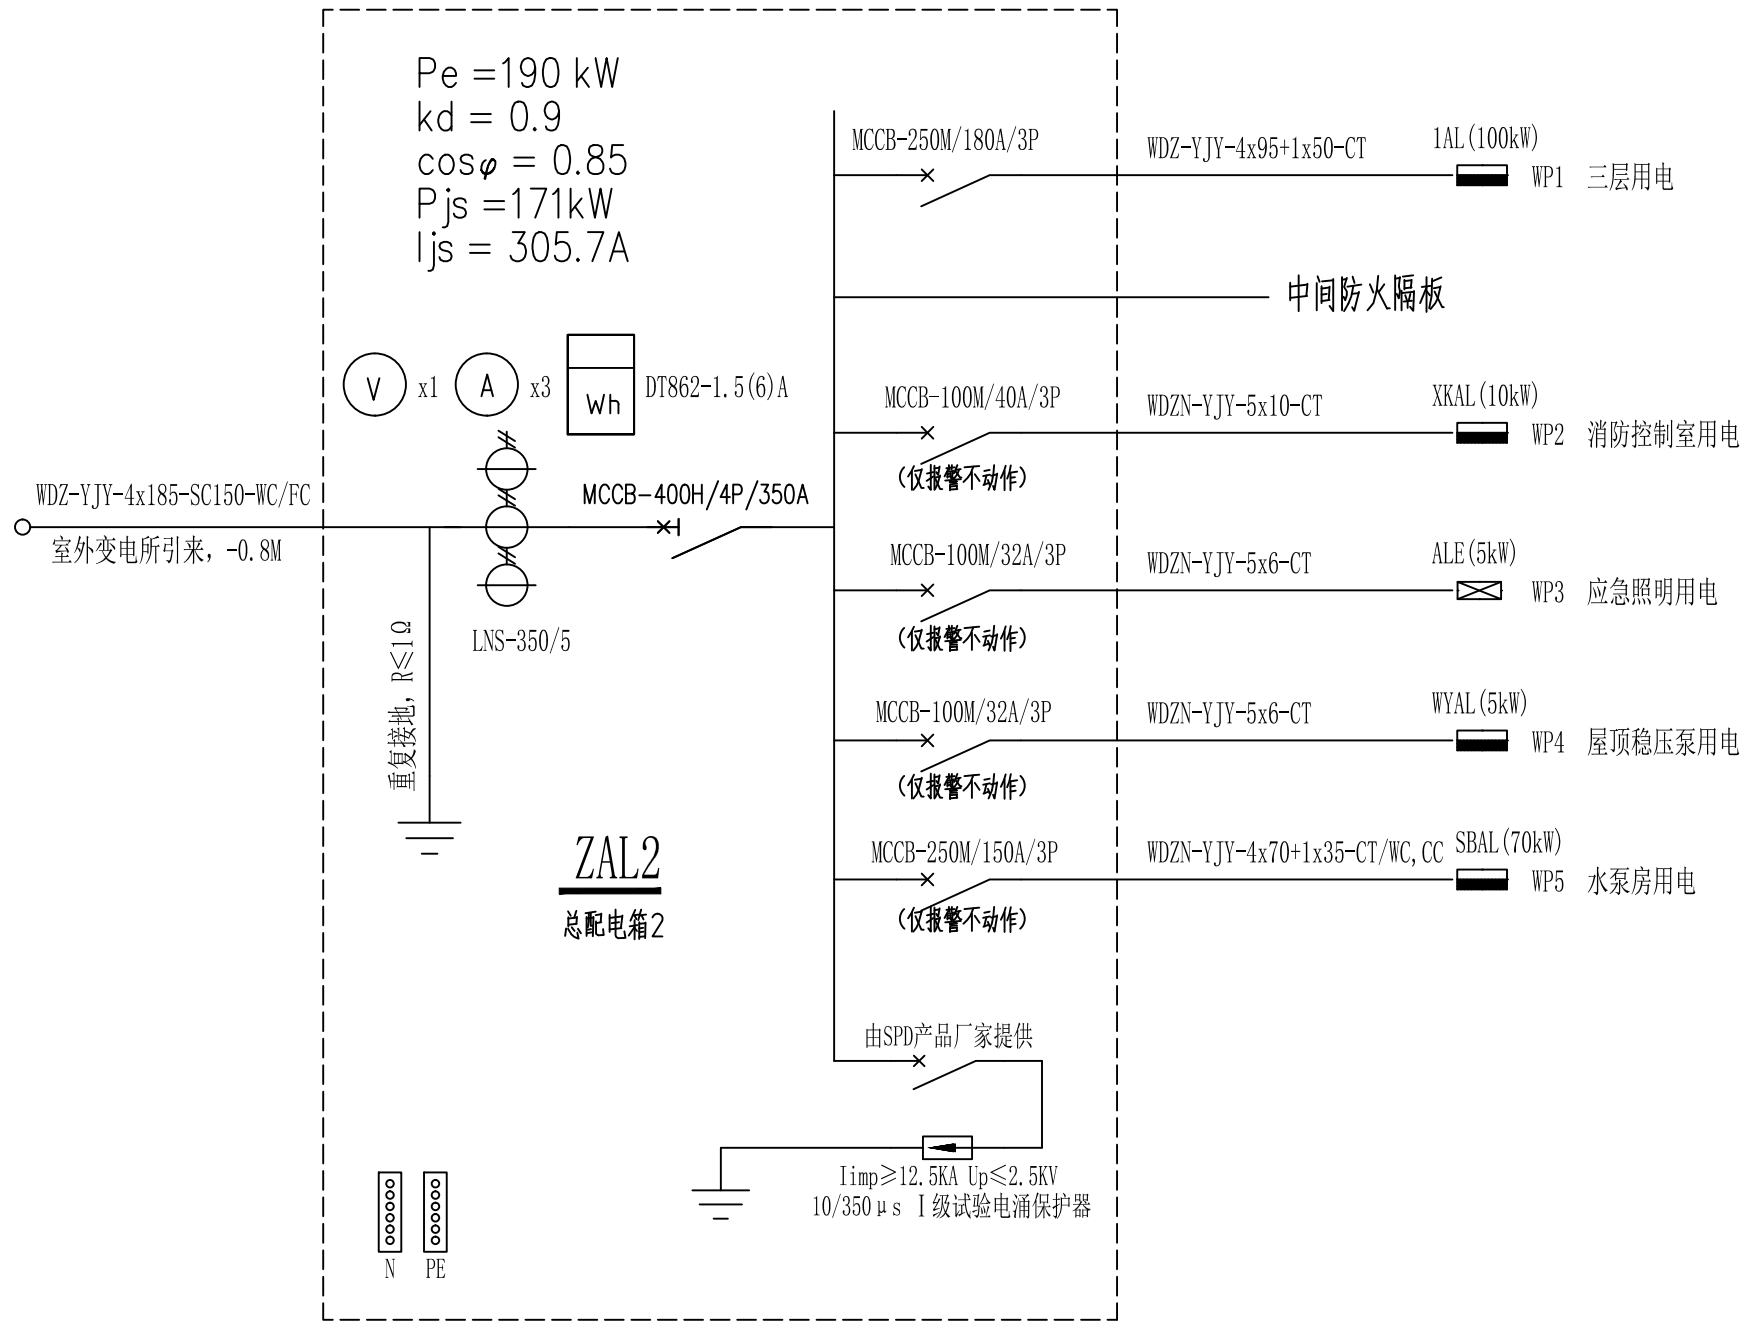 Pe =190 kW
kd = 0.9
cosφ = 0.85
Pjs =171kW
Ijs = 305.7A
MCCB-250M/180A/3P
WDZ-YJY-4x95+1x50-CT
1AL(100kW)
WP1 三层用电
中间防火隔板
V x1 A x3 Wh DT862-1.5(6)A
MCCB-100M/40A/3P
(仅报警不动作)
WDZN-YJY-5x10-CT
XKAL(10kW)
WP2 消防控制室用电
WDZ-YJY-4x185-SC150-WC/FC
室外变电所引来，-0.8M
MCCB-400H/4P/350A
LNS-350/5
重复接地，R≤1Ω
MCCB-100M/32A/3P
(仅报警不动作)
WDZN-YJY-5x6-CT
ALE(5kW)
WP3 应急照明用电
MCCB-100M/32A/3P
(仅报警不动作)
WDZN-YJY-5x6-CT
WYAL(5kW)
WP4 屋顶稳压泵用电
ZAL2
总配电箱2
MCCB-250M/150A/3P
(仅报警不动作)
WDZN-YJY-4x70+1x35-CT/WC,CC
SBAL(70kW)
WP5 水泵房用电
由SPD产品厂家提供
Iimp≥12.5KA Up≤2.5KV
10/350μs Ⅰ级试验电涌保护器
N PE